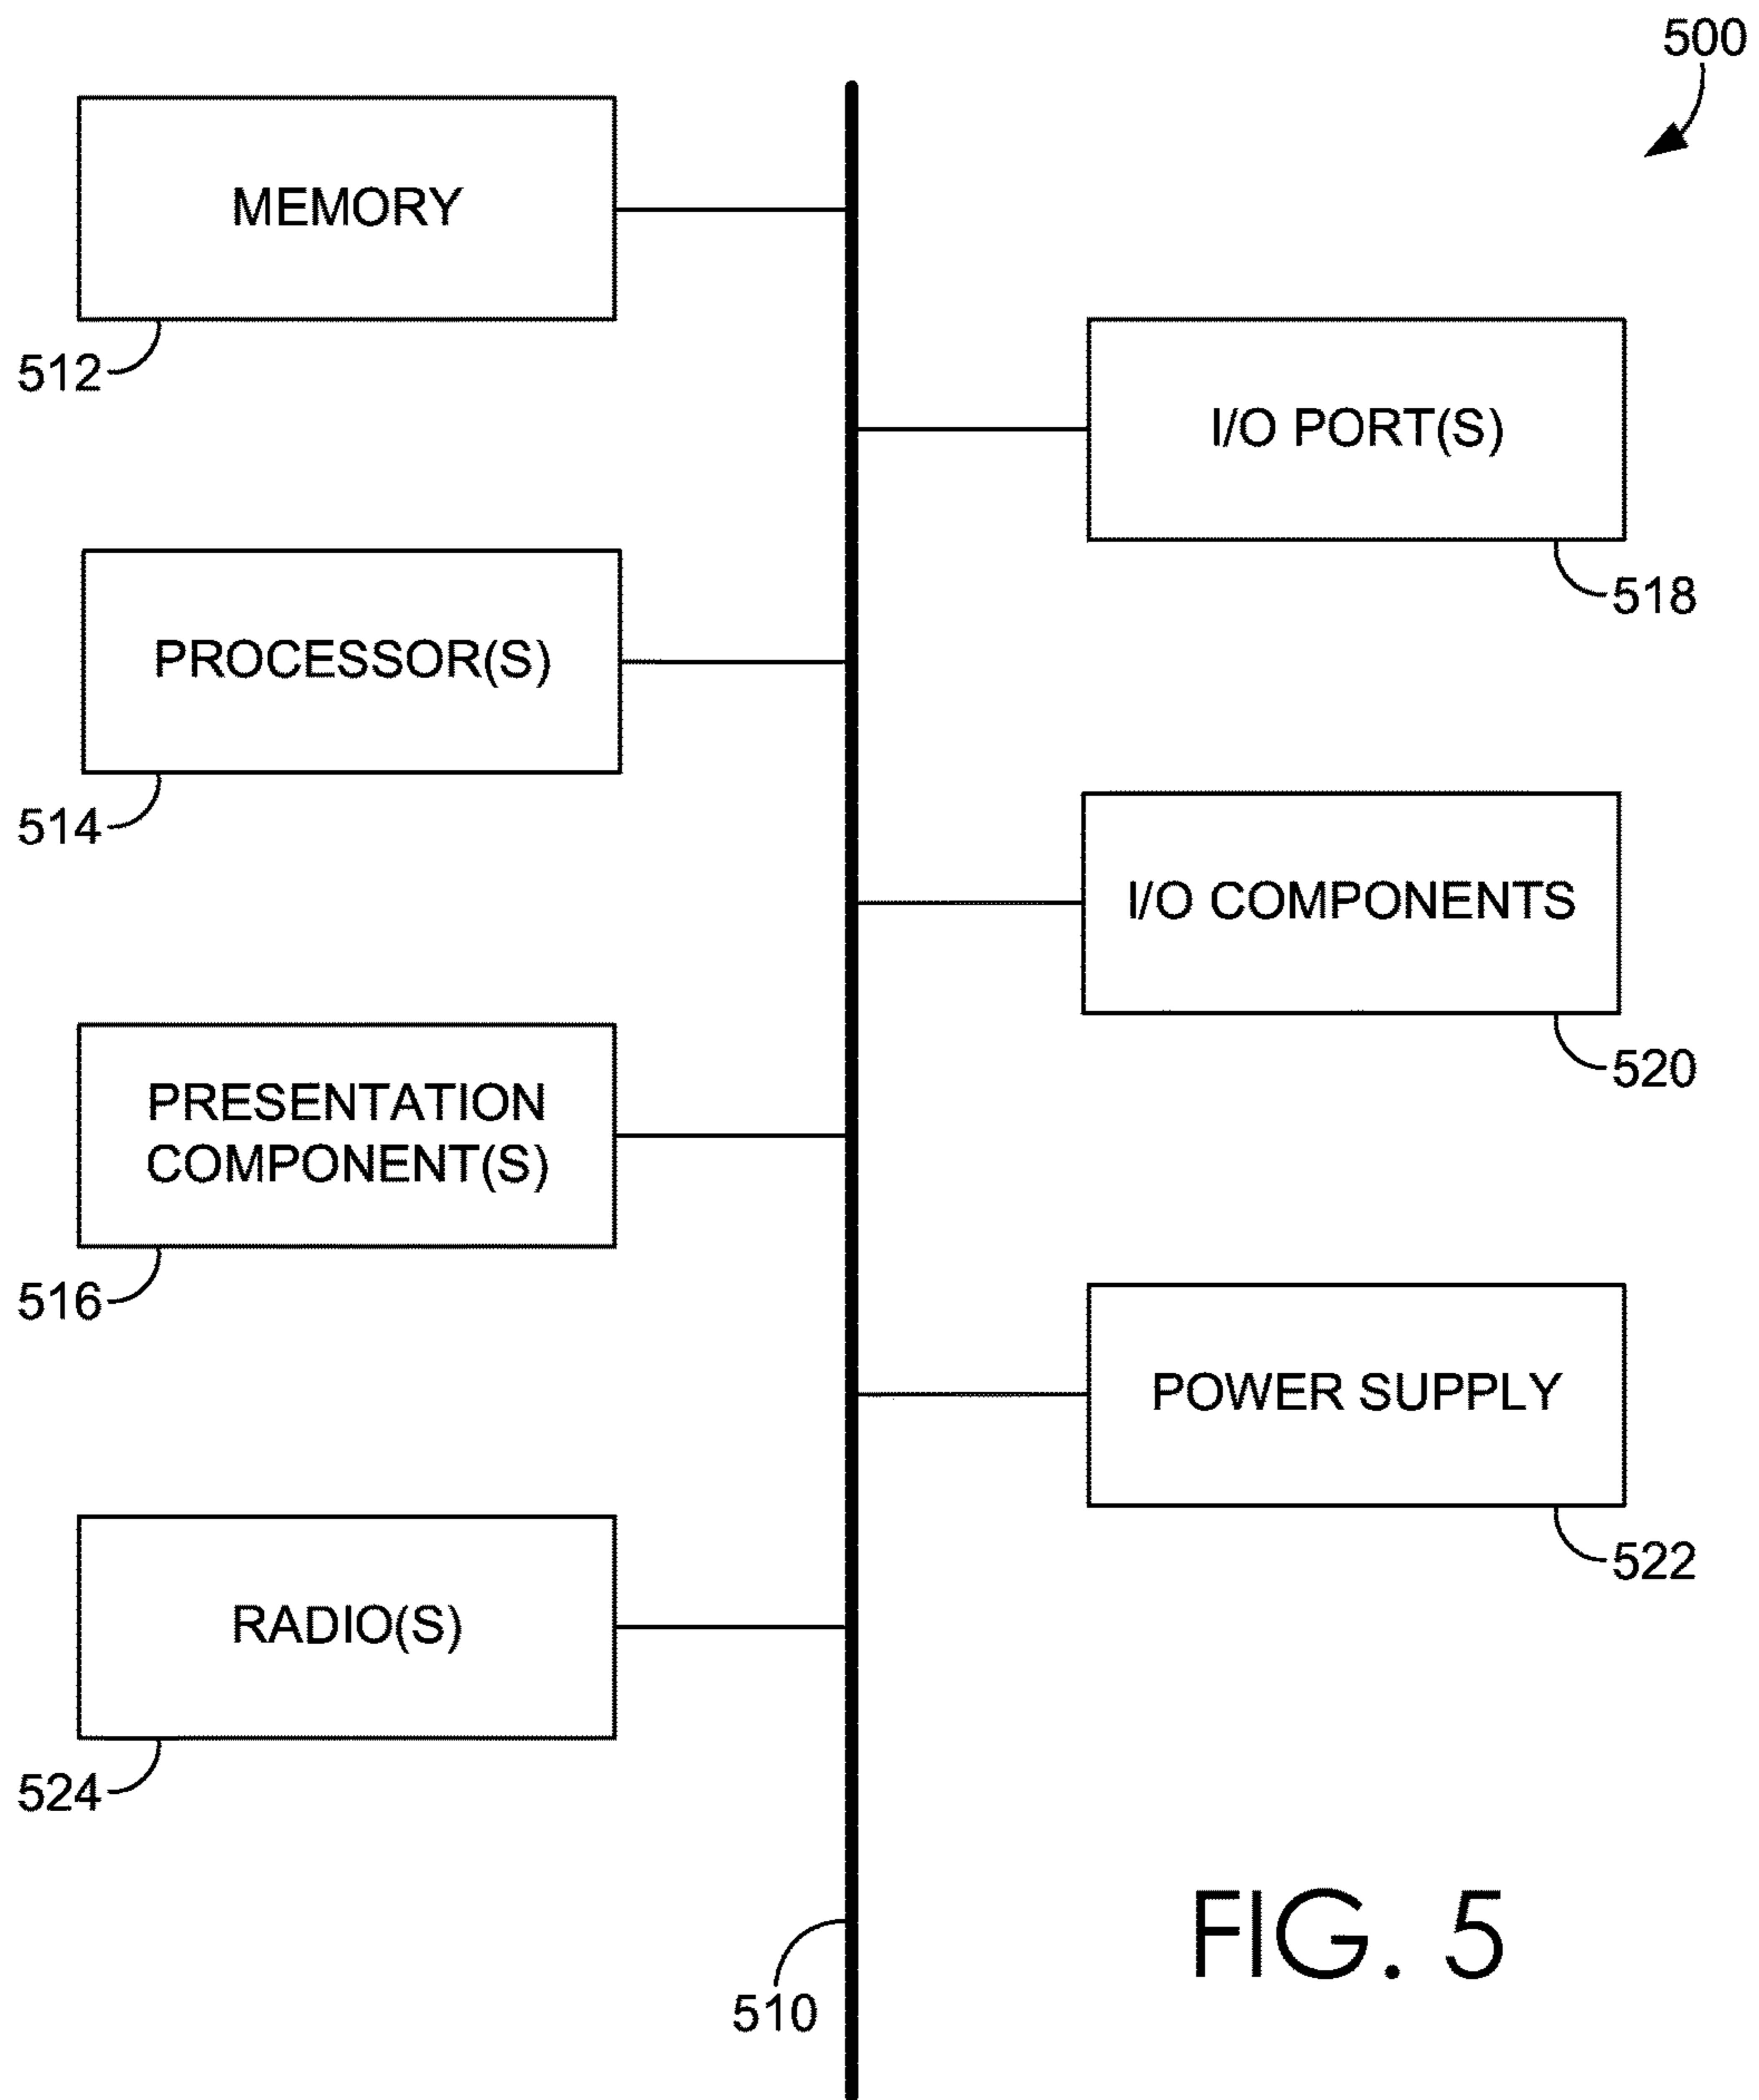 500
MEMORY
512
I/O PORT(S)
518
PROCESSOR(S)
514
I/O COMPONENTS
520
PRESENTATION
COMPONENT(S)
516
POWER SUPPLY
522
RADIO(S)
524
510
FIG. 5